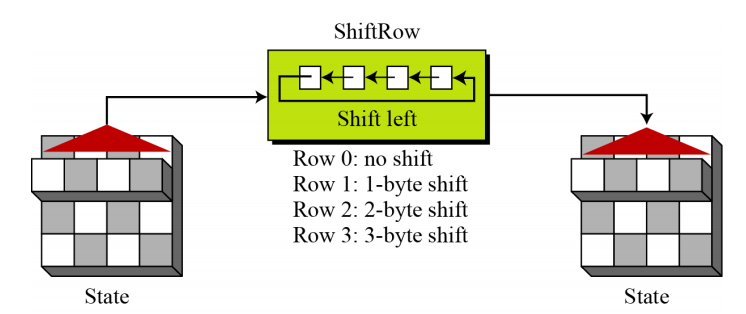 ShiftRow
Shift left
Row 0: no shift
Row 1: 1-byte shift
Row 2: 2-byte shift
Row 3: 3-byte shift
State
State